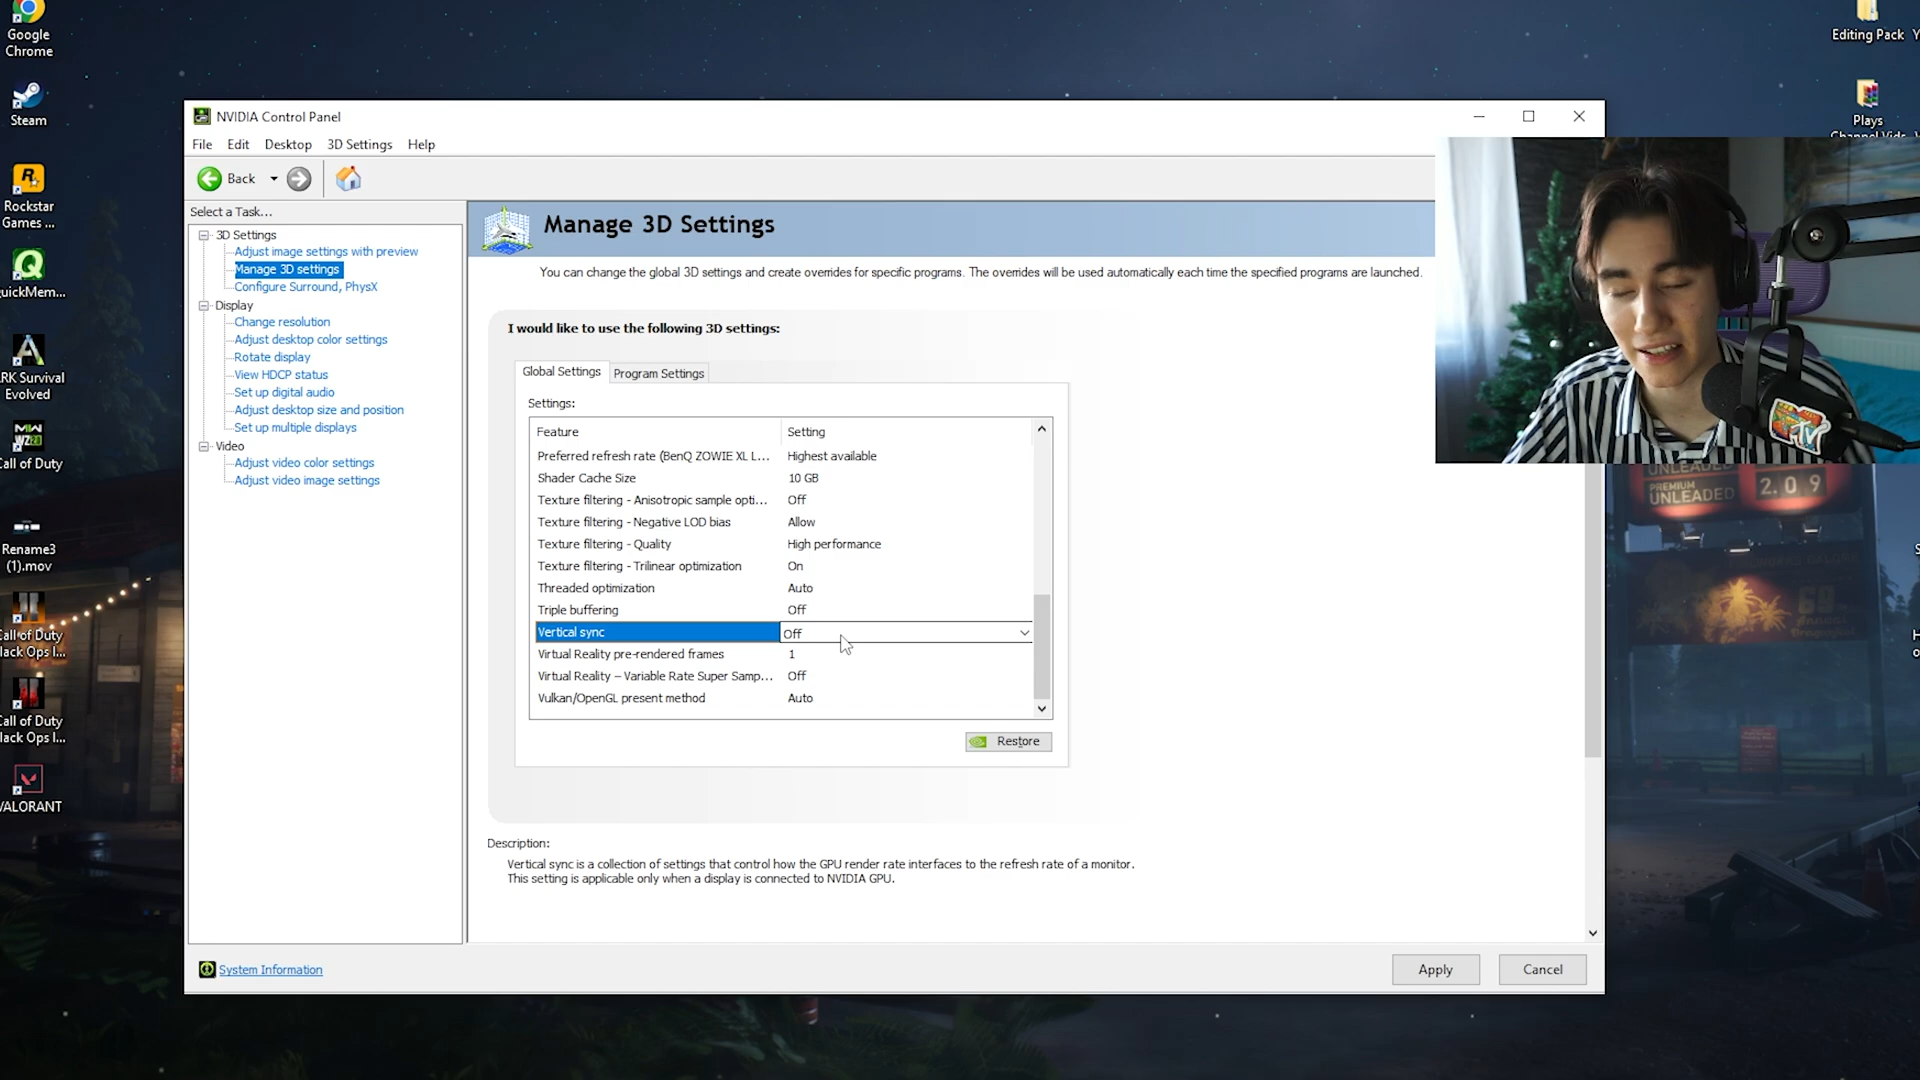 Google
Chrome
Steam
Rockstar
Games ...
uickMem...
RK Survival
Evolved
MW
all of Duty
Rename3
(1).mov
all of Duty
lack Ops I...
all of Duty
lack Ops I...
VALORANT
Editing Pack
Y
Plays
Channel Vids
NVIDIA Control Panel
File Edit Desktop 3D Settings Help
Back
Select a Task...
3D Settings
Adjust image settings with preview
Manage 3D settings
Configure Surround, PhysX
Display
Change resolution
Adjust desktop color settings
Rotate display
View HDCP status
Set up digital audio
Adjust desktop size and position
Set up multiple displays
Video
Adjust video color settings
Adjust video image settings
Manage 3D Settings
You can change the global 3D settings and create overrides for specific programs. The overrides will be used automatically each time the specified programs are launched.
I would like to use the following 3D settings:
Global Settings Program Settings
Settings:
Feature Setting
Preferred refresh rate (BenQ ZOWIE XL L... Highest available
Shader Cache Size 10 GB
Texture filtering - Anisotropic sample opti... Off
Texture filtering - Negative LOD bias Allow
Texture filtering - Quality High performance
Texture filtering - Trilinear optimization On
Threaded optimization Auto
Triple buffering Off
Vertical sync Off
Virtual Reality pre-rendered frames 1
Virtual Reality – Variable Rate Super Samp... Off
Vulkan/OpenGL present method Auto
Restore
Description:
Vertical sync is a collection of settings that control how the GPU render rate interfaces to the refresh rate of a monitor.
This setting is applicable only when a display is connected to NVIDIA GPU.
System Information
Apply Cancel
TV
UNLEADED
PREMIUM
UNLEADED
2.09